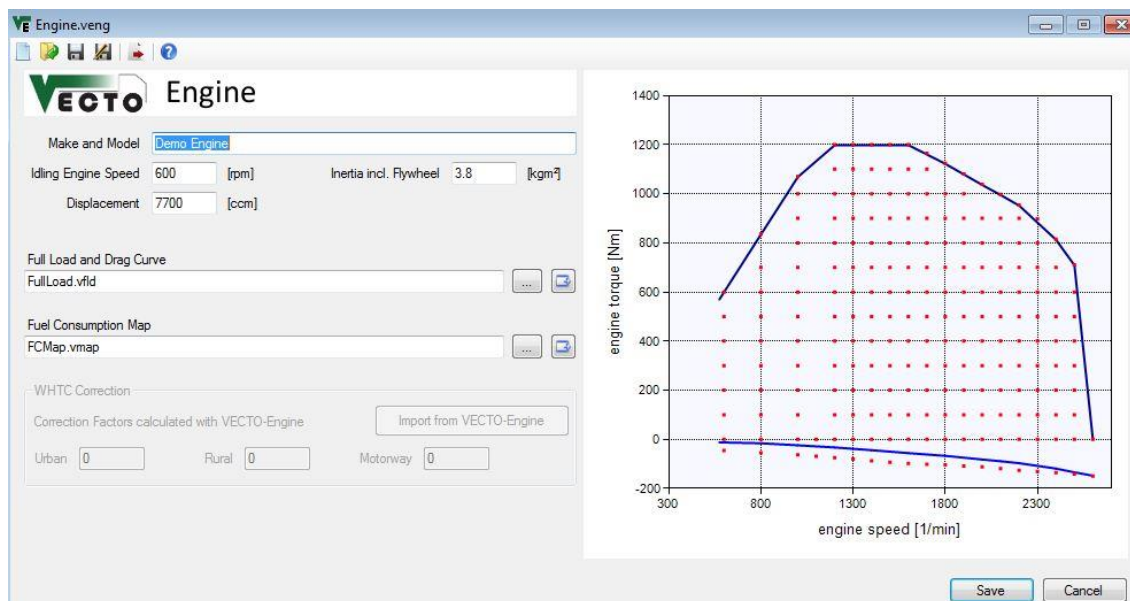 Engine.veng
VECTO Engine
Make and Model Demo Engine
Idling Engine Speed 600 [rpm] Inertia incl. Flywheel 3.8 [kgm²]
Displacement 7700 [ccm]
Full Load and Drag Curve
FullLoad.vfld ...
Fuel Consumption Map
FCMap.vmap ...
WHTC Correction
Correction Factors calculated with VECTO-Engine Import from VECTO-Engine
Urban 0 Rural 0 Motorway 0
1400
1200
1000
800
600
400
200
0
-200
engine torque [Nm]
300 800 1300 1800 2300
engine speed [1/min]
Save Cancel